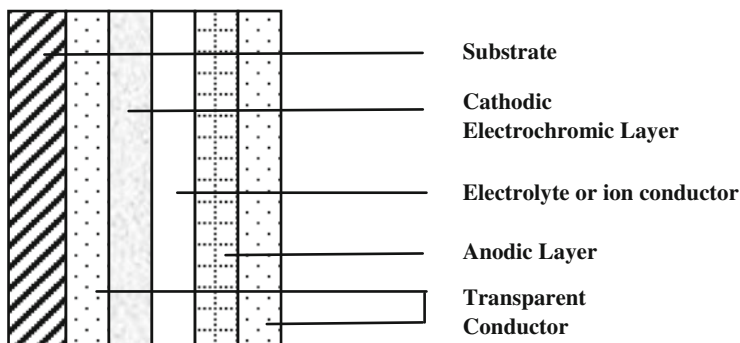 Substrate
Cathodic
Electrochromic Layer
Electrolyte or ion conductor
Anodic Layer
Transparent
Conductor